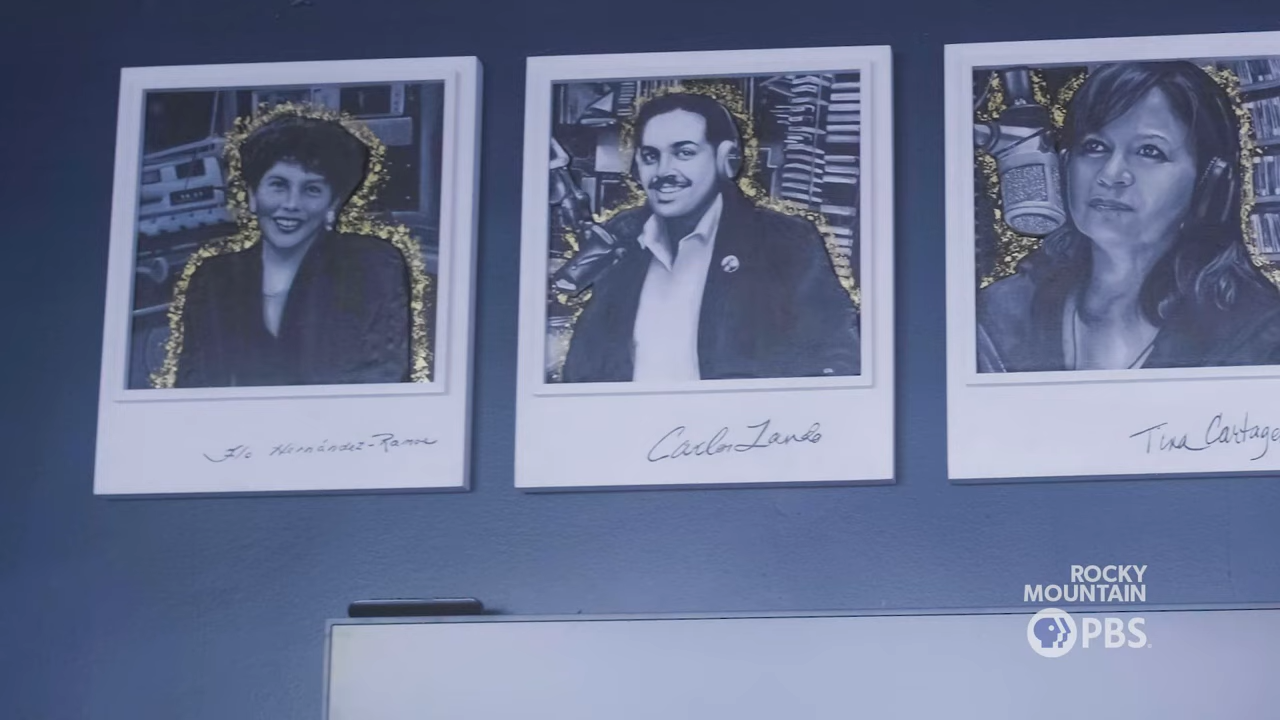 Flo Hernández-Ramos
Carlos Lando
Tina Cartage
ROCKY
MOUNTAIN
PBS